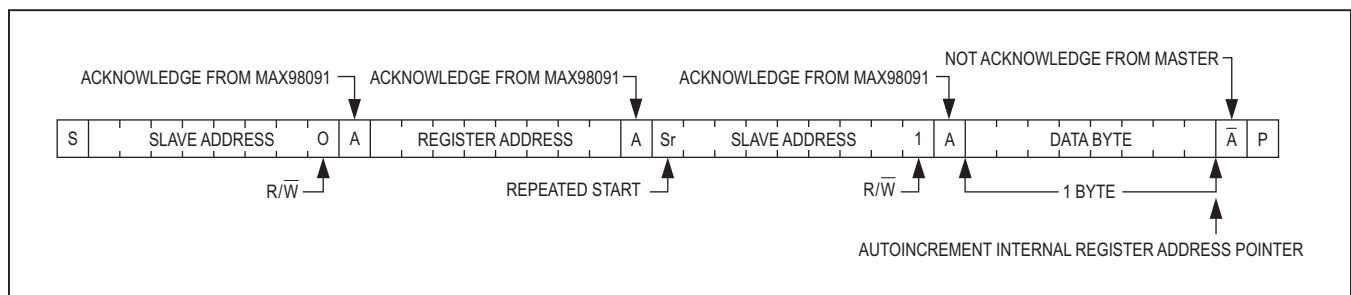 NOT ACKNOWLEDGE FROM MASTER
ACKNOWLEDGE FROM MAX98091 ACKNOWLEDGE FROM MAX98091 ACKNOWLEDGE FROM MAX98091
S SLAVE ADDRESS O A REGISTER ADDRESS A Sr SLAVE ADDRESS 1 A DATA BYTE A̅ P
R/W̅ REPEATED START R/W̅ 1 BYTE
AUTOINCREMENT INTERNAL REGISTER ADDRESS POINTER